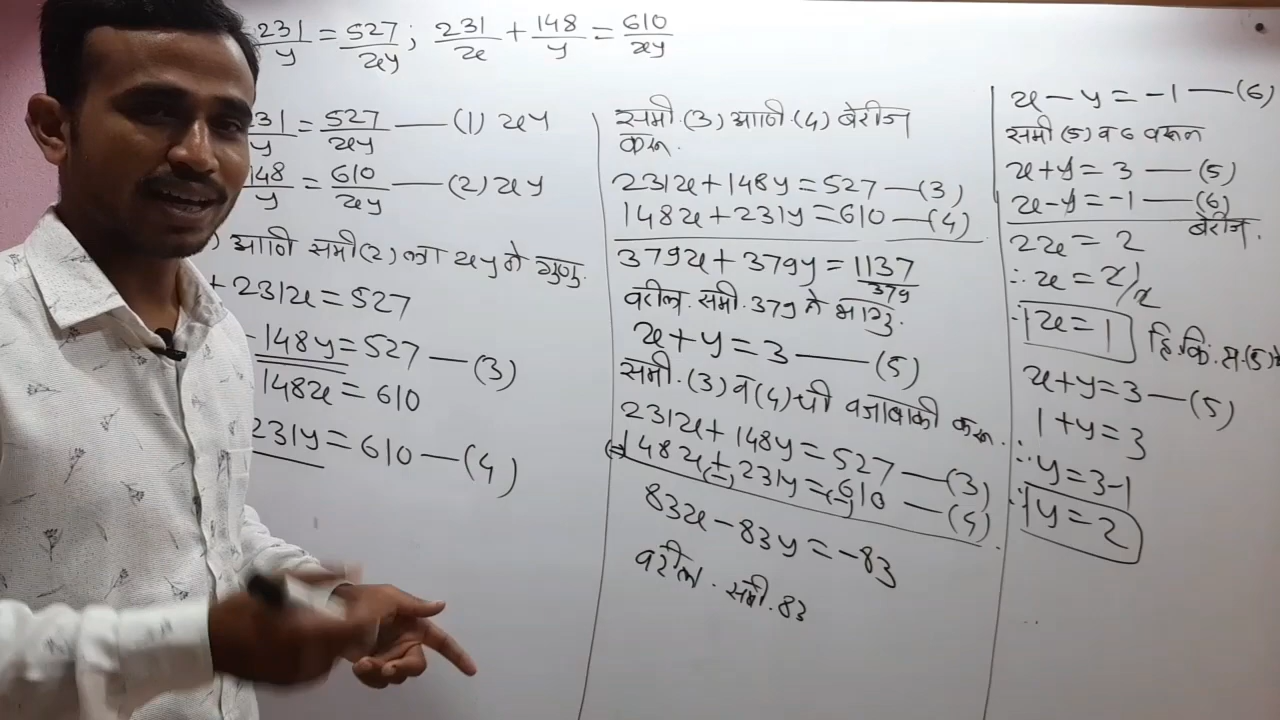 231/y = 527/xy ; 231/x + 148/y = 610/xy
231/y = 527/xy — (1) xy
148/y = 610/xy — (2) xy
) आणि समी (2) ला xy ने गुणु.
+ 231x = 527
148y = 527 — (3)
148x = 610
231y = 610 — (4)
समी. (3) आणि (4) बेरीज
करू.
231x + 148y = 527 — (3)
148x + 231y = 610 — (4)
379x + 379y = 1137
379
वरील. समी. 379 ने भागु.
x + y = 3 — (5)
समी. (3) व (4) ची वजाबाकी करू.
231x + 148y = 527 — (3)
148x + 231y = 610 — (4)
(-) (-) (-)
83x - 83y = -83
वरील. समी. 83
x - y = -1 — (6)
समी (5) व 6 वरून
x + y = 3 — (5)
x - y = -1 — (6)
बेरीज.
2x = 2
∴ x = 2/2
∴ x = 1
हि. किं. स. (5)
x + y = 3 — (5)
1 + y = 3
∴ y = 3-1
∴ y = 2